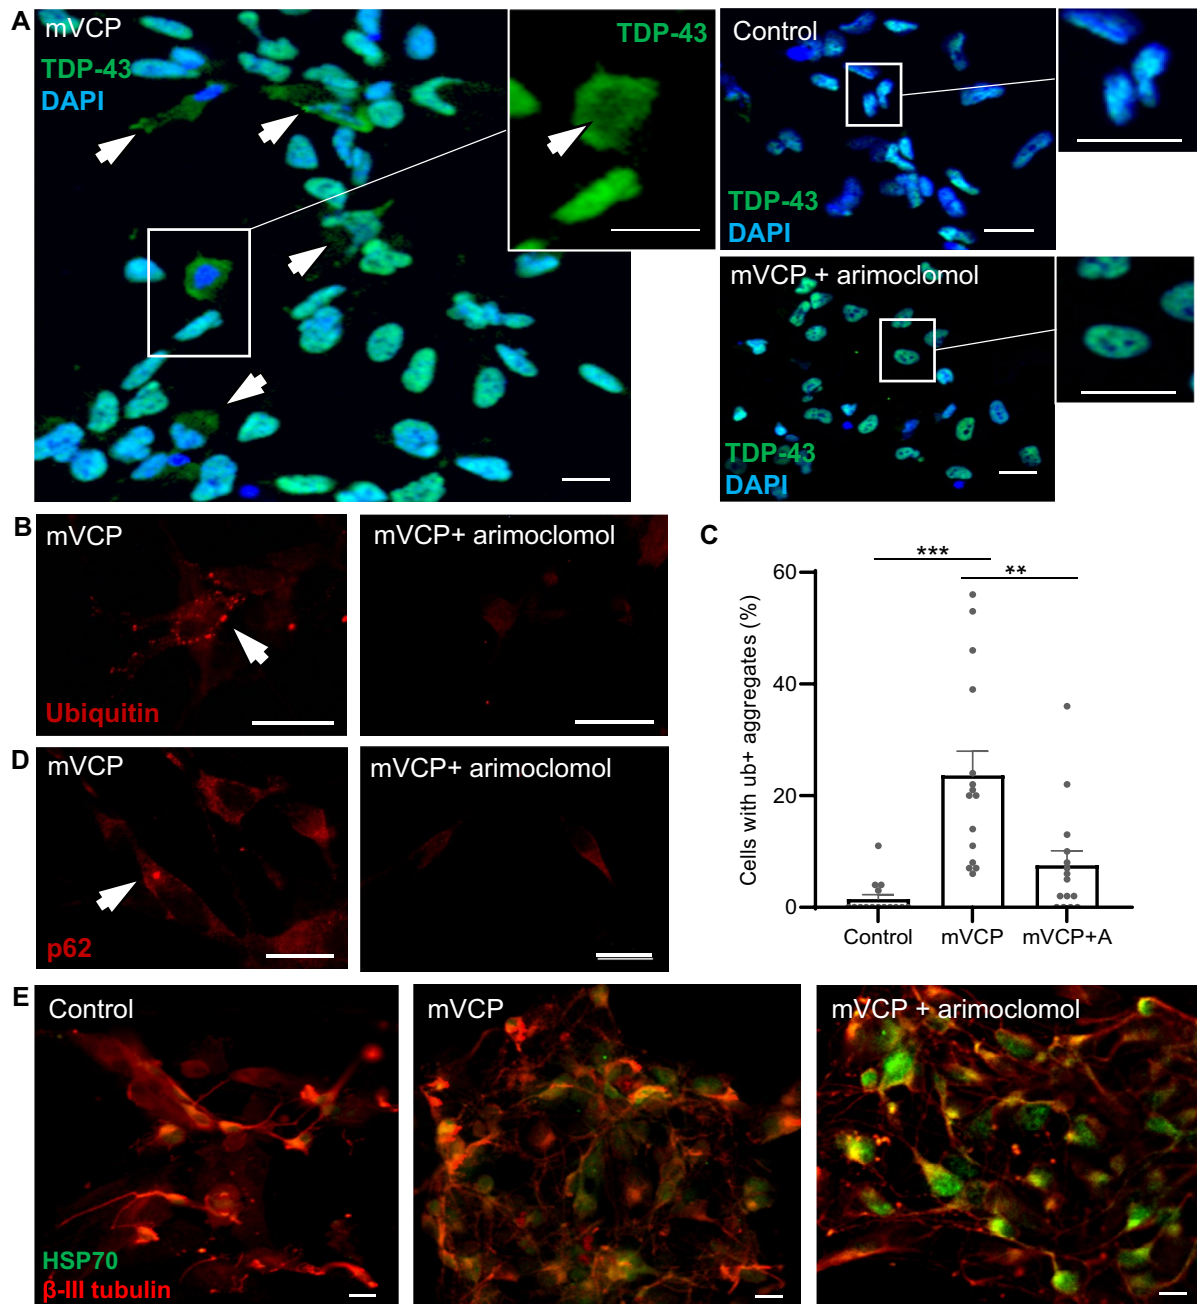 A
mVCP
TDP-43
DAPI
TDP-43
Control
TDP-43
DAPI
mVCP + arimoclomol
TDP-43
DAPI
B
mVCP
Ubiquitin
mVCP+ arimoclomol
C
***
**
Cells with ub+ aggregates (%)
60
40
20
0
Control
mVCP
mVCP+A
D
mVCP
p62
mVCP+ arimoclomol
E
Control
HSP70
β-III tubulin
mVCP
mVCP + arimoclomol